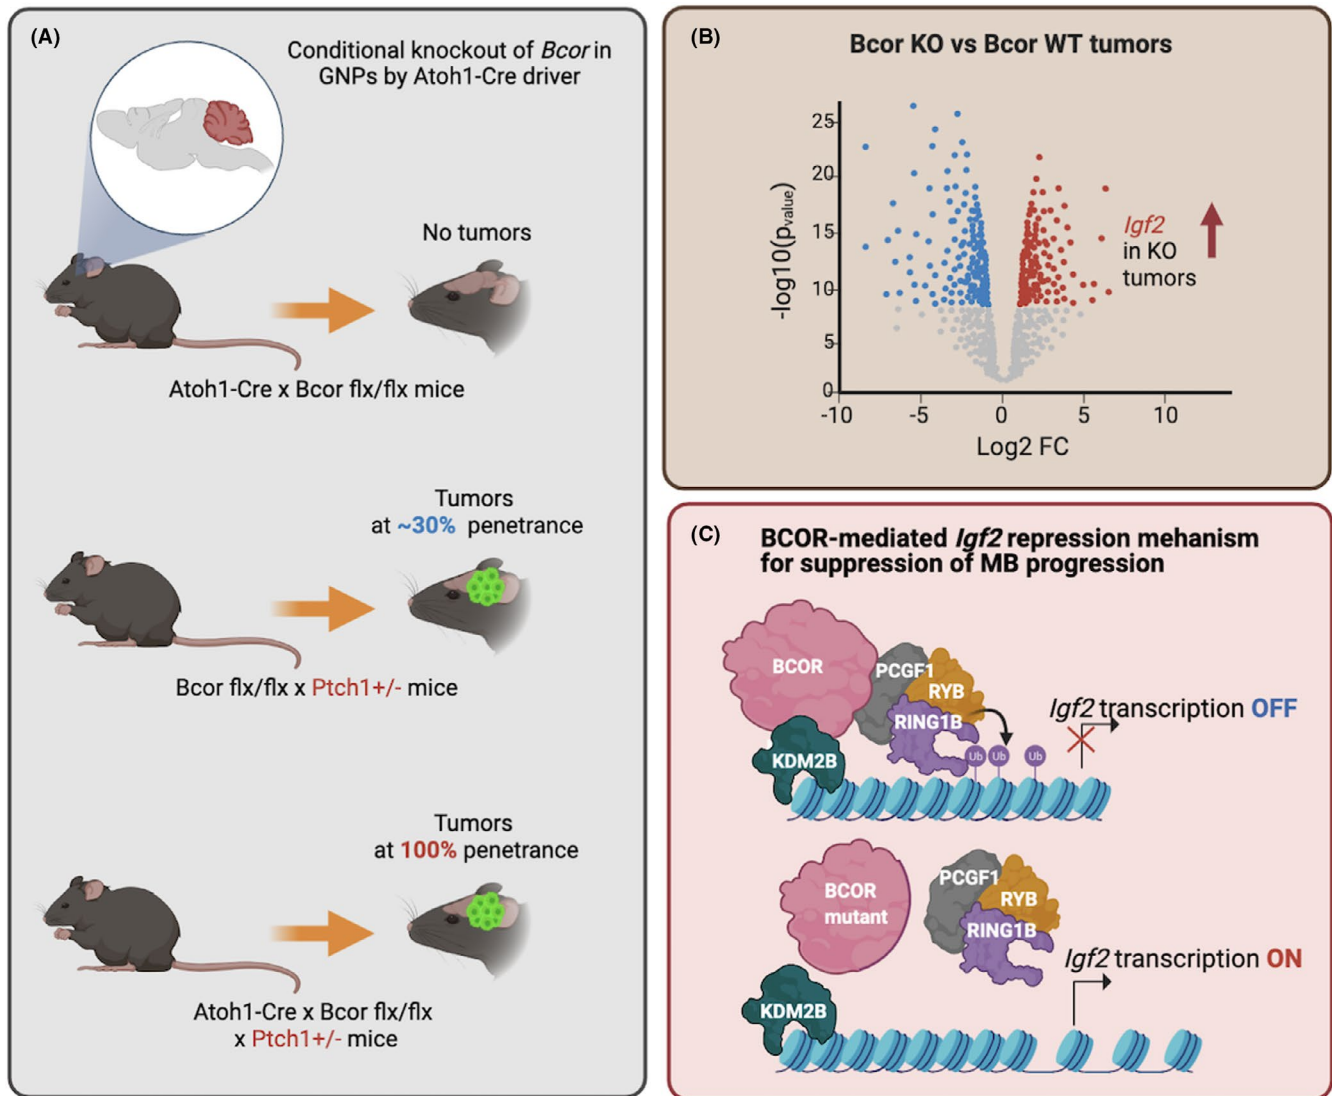 (A)
Conditional knockout of Bcor in
GNPs by Atoh1-Cre driver
No tumors
Atoh1-Cre x Bcor flx/flx mice
Tumors
at ~30% penetrance
Bcor flx/flx x Ptch1+/- mice
Tumors
at 100% penetrance
Atoh1-Cre x Bcor flx/flx
x Ptch1+/- mice
(B)
Bcor KO vs Bcor WT tumors
-log10(pvalue)
25
20
15
10
5
0
-10
-5
0
5
10
Log2 FC
Igf2
in KO
tumors
(C)
BCOR-mediated Igf2 repression mehanism
for suppression of MB progression
BCOR
PCGF1
RYB
RING1B
KDM2B
Ub
Ub
Ub
Igf2 transcription OFF
BCOR
mutant
PCGF1
RYB
RING1B
KDM2B
Igf2 transcription ON